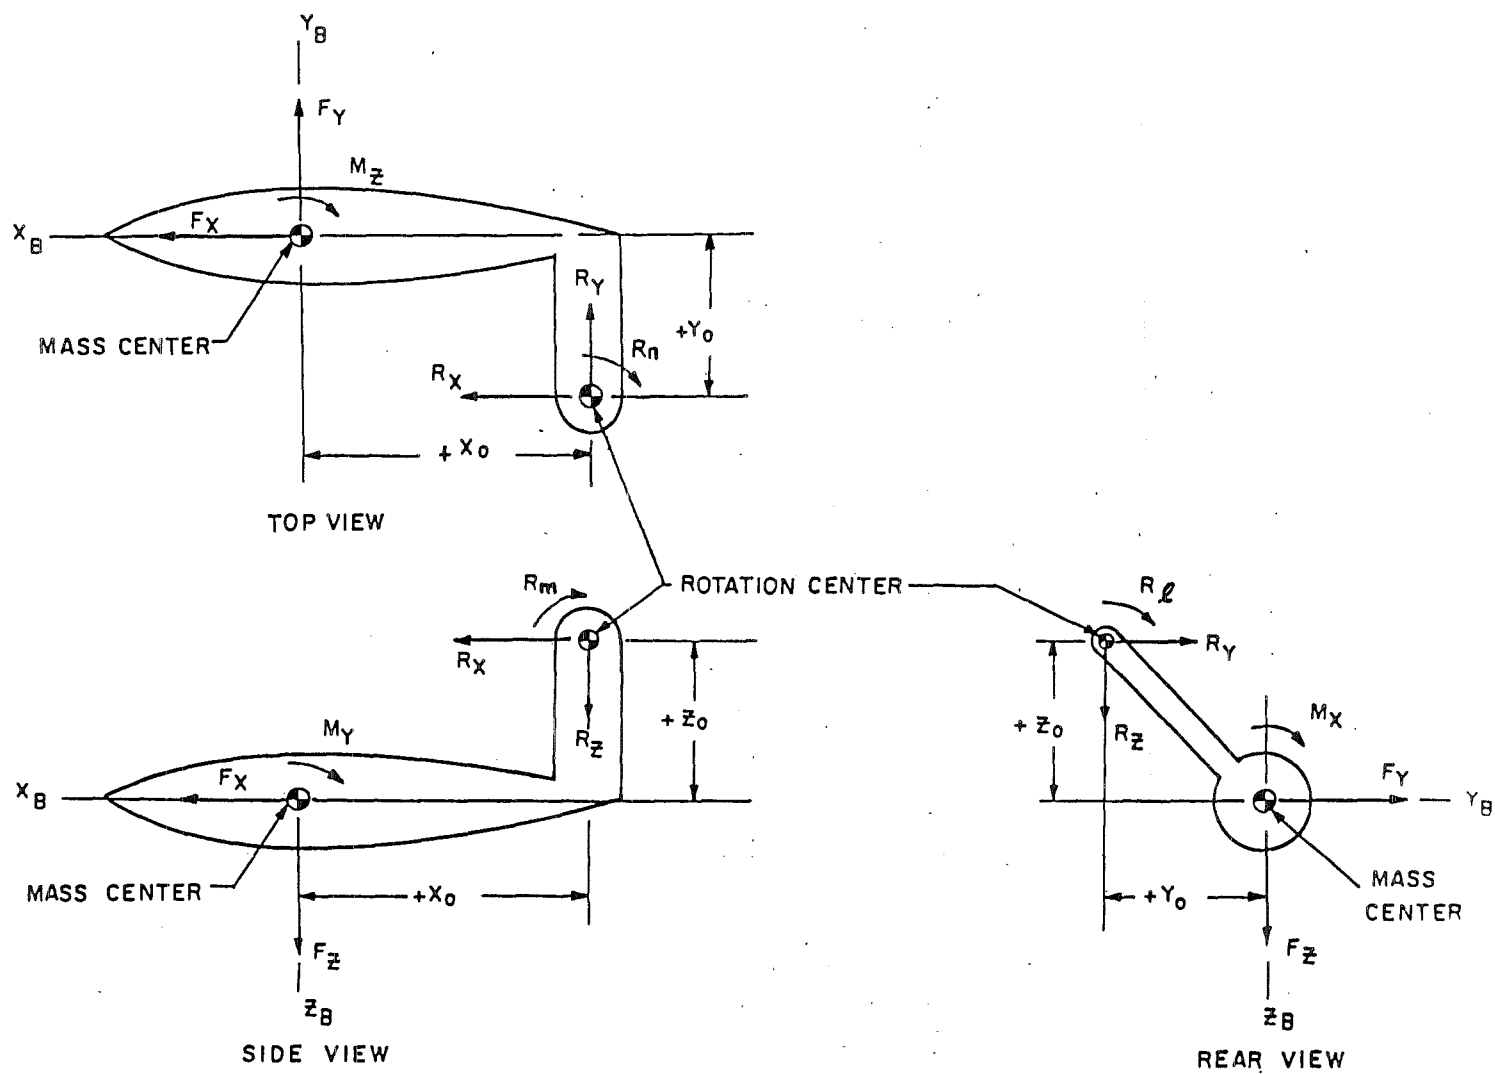 Y_B
F_Y
M_Z
X_B
F_X
MASS CENTER
R_Y
+Y_0
R_n
R_X
+ X_0
TOP VIEW
R_m
ROTATION CENTER
R_ℓ
R_X
R_Y
R_Z
+ Z_0
+ Z_0
R_Z
M_X
M_Y
X_B
F_X
F_Y
Y_B
MASS CENTER
+X_0
+Y_0
MASS
CENTER
F_Z
F_Z
Z_B
Z_B
SIDE VIEW
REAR VIEW